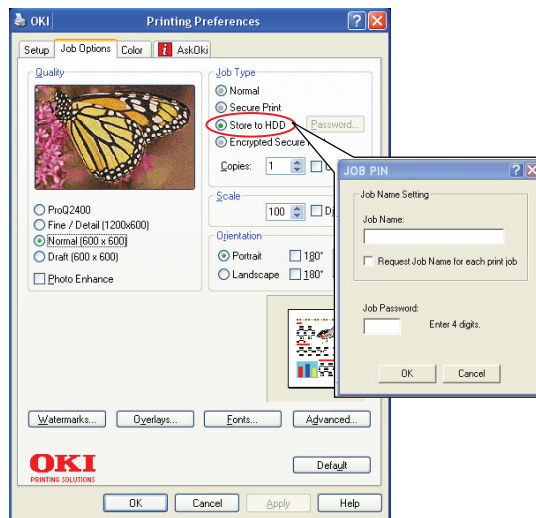 OKI Printing Preferences
Setup Job Options Color AskOki
Quality
ProQ2400
Fine / Detail (1200x600)
Normal (600 x 600)
Draft (600 x 600)
Photo Enhance
Job Type
Normal
Secure Print
Store to HDD Password...
Encrypted Secure
Copies: 1
Scale
100
Orientation
Portrait 180°
Landscape 180°
JOB PIN
Job Name Setting
Job Name:
Request Job Name for each print job
Job Password:
Enter 4 digits.
OK Cancel
Watermarks... Overlays... Fonts... Advanced...
OKI
PRINTING SOLUTIONS
Default
OK Cancel Apply Help